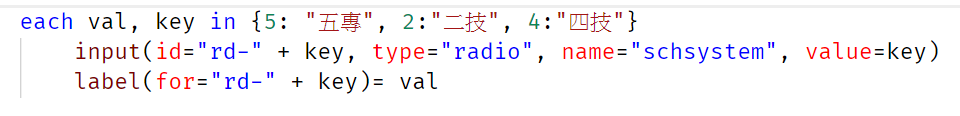 each val, key in {5: "五專", 2:"二技", 4:"四技"}
    input(id="rd-" + key, type="radio", name="schsystem", value=key)
    label(for="rd-" + key)= val